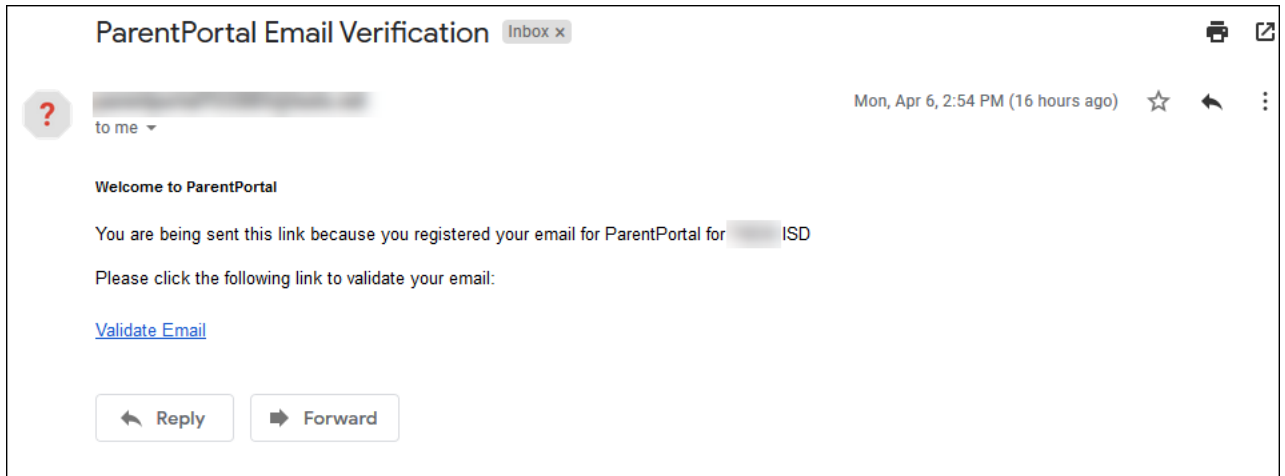 ParentPortal Email Verification Inbox x
?
Mon, Apr 6, 2:54 PM (16 hours ago)
to me
Welcome to ParentPortal
You are being sent this link because you registered your email for ParentPortal for ISD
Please click the following link to validate your email:
Validate Email
Reply Forward